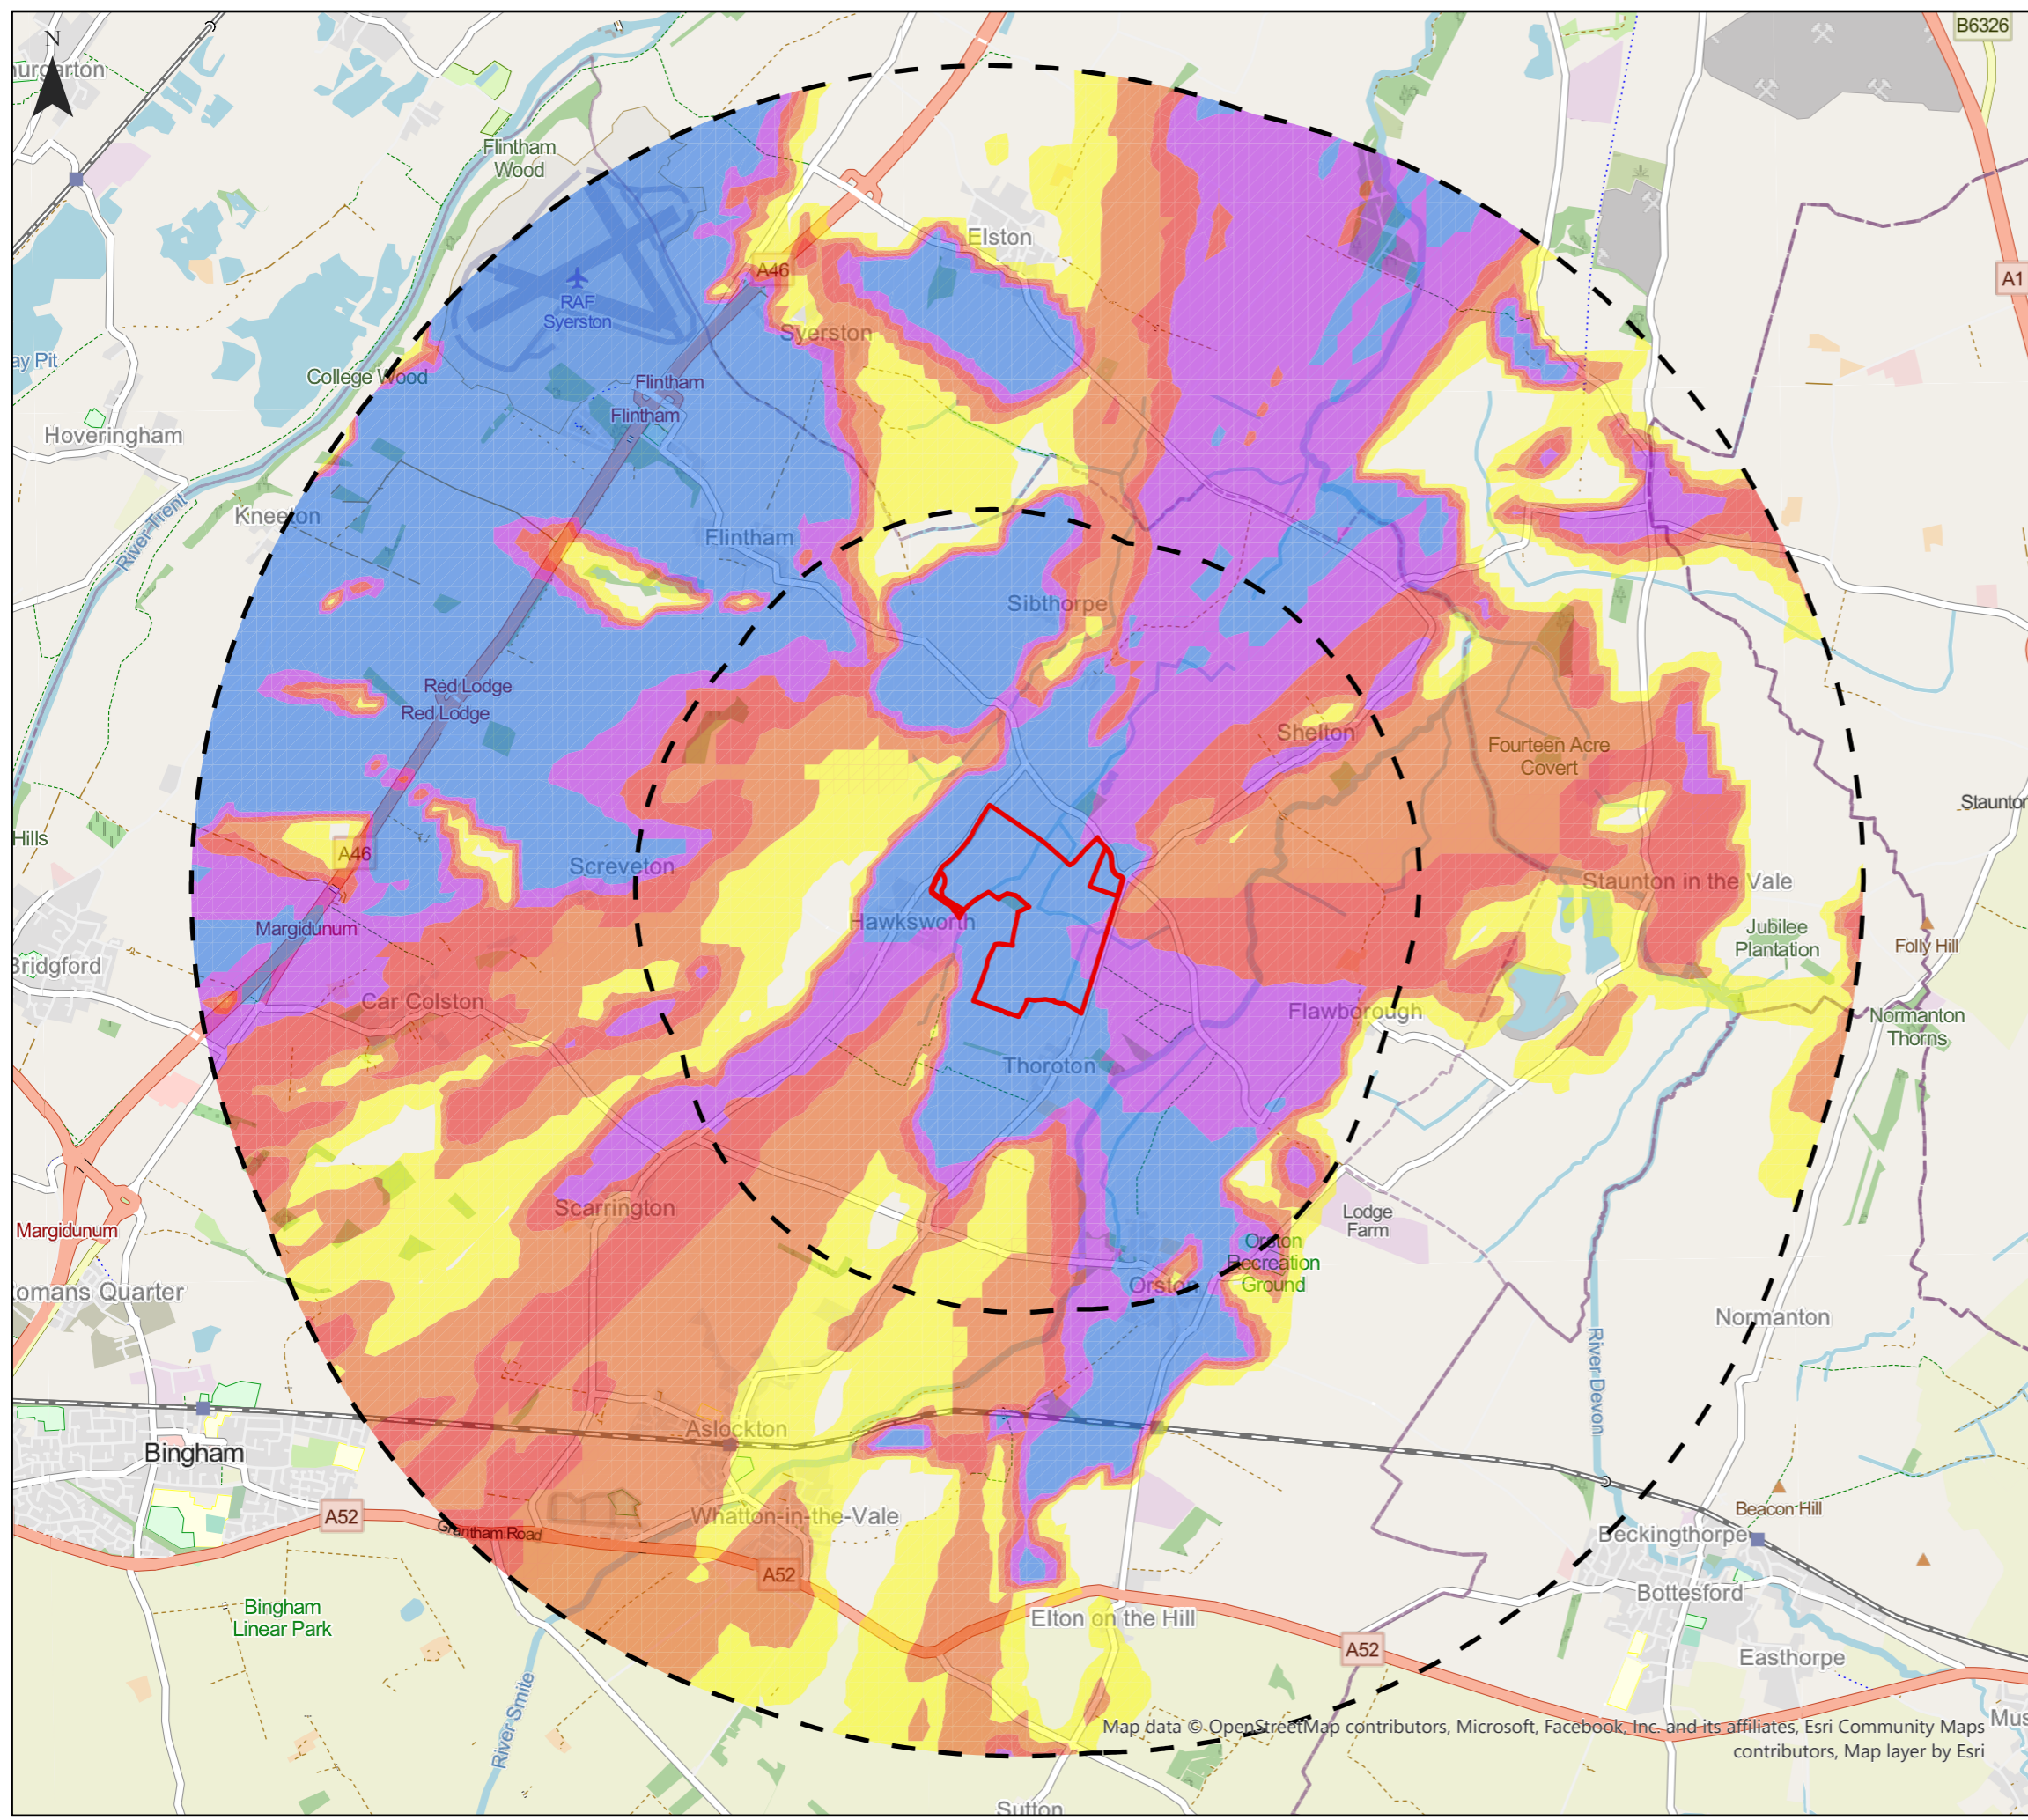 B6326
N
hurgarton
Flintham
Wood
Elston
A46
A1
RAF
Syerston
Syerston
ay Pit
College Wood
Flintham
Flintham
Hoveringham
Kneeton
River Trent
Flintham
Sibthorpe
Red Lodge
Red Lodge
Shelton
Fourteen Acre
Covert
Staunton
Hills
A46
Screveton
Staunton in the Vale
Hawksworth
Margidunum
Jubilee
Plantation
Folly Hill
Bridgford
Car Colston
Flawborough
Normanton
Thorns
Thoroton
Scarrington
Lodge
Farm
Margidunum
Orston
Recreation
Ground
Orston
omans Quarter
Normanton
River Devon
Aslockton
Bingham
Beacon Hill
Whatton-in-the-Vale
A52
Grantham Road
Beckingthorpe
A52
Bottesford
Bingham
Linear Park
Elton on the Hill
A52
Easthorpe
River Smite
Mus
Map data © OpenStreetMap contributors, Microsoft, Facebook, Inc. and its affiliates, Esri Community Maps
contributors, Map layer by Esri
Sutton